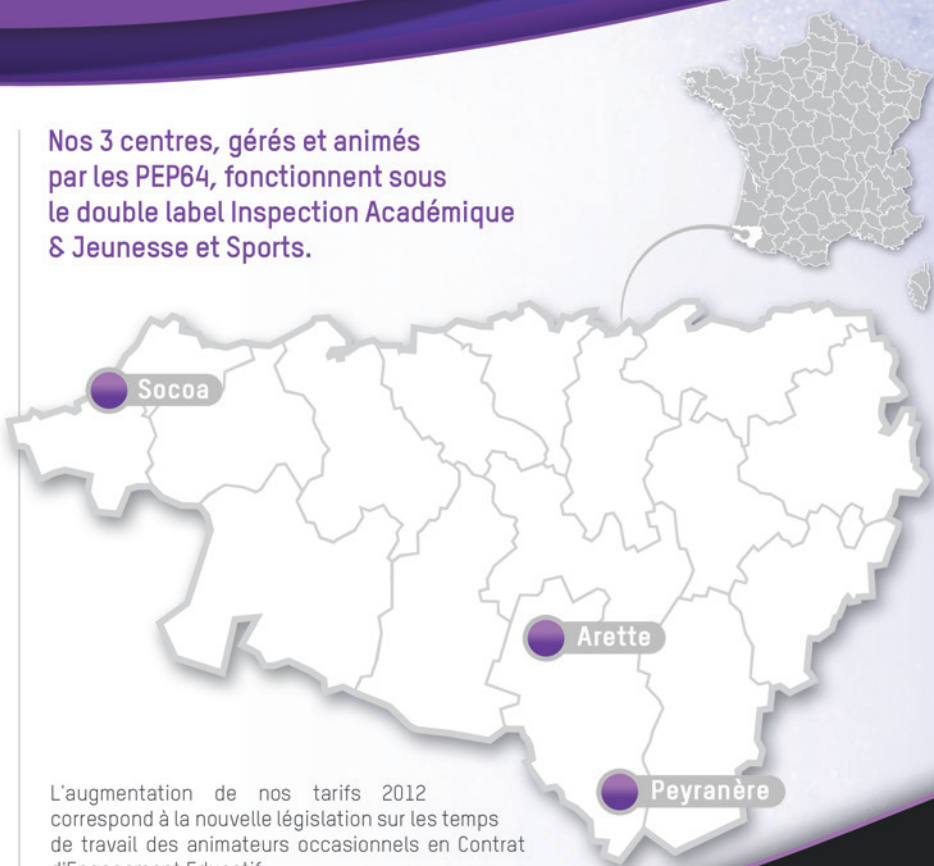 Nos 3 centres, gérés et animés
par les PEP64, fonctionnent sous
le double label Inspection Académique
& Jeunesse et Sports.
Socoa
Arette
Peyranère
L'augmentation de nos tarifs 2012
correspond à la nouvelle législation sur les temps
de travail des animateurs occasionnels en Contrat
d'Engagement Educatif